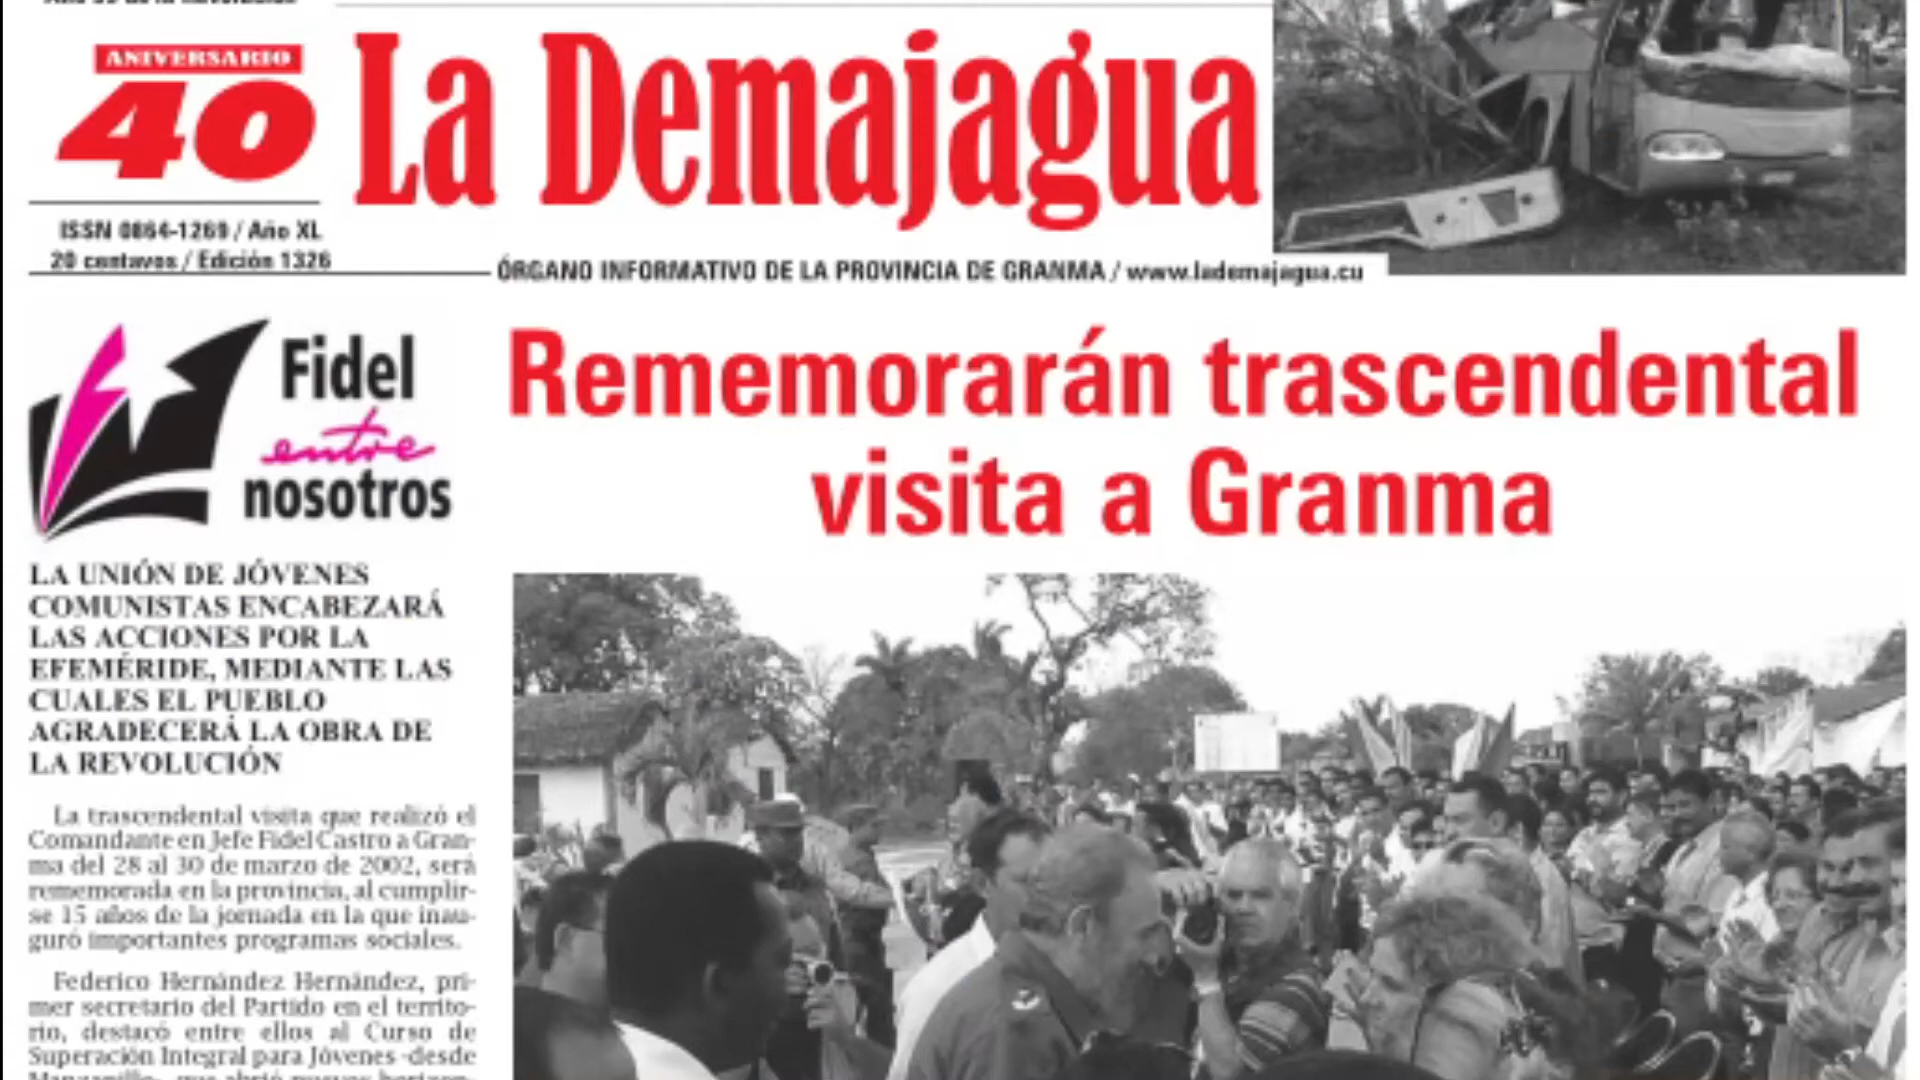 ANIVERSARIO
40
La Demajagua
ISSN 0864-1269 / Año XL
20 centavos / Edición 1326
ÓRGANO INFORMATIVO DE LA PROVINCIA DE GRANMA / www.lademajagua.cu
Fidel
entre
nosotros
Rememorarán trascendental
visita a Granma
LA UNIÓN DE JÓVENES
COMUNISTAS ENCABEZARÁ
LAS ACCIONES POR LA
EFEMÉRIDE, MEDIANTE LAS
CUALES EL PUEBLO
AGRADECERÁ LA OBRA DE
LA REVOLUCIÓN
La trascendental visita que realizó el
Comandante en Jefe Fidel Castro a Gran-
ma del 28 al 30 de marzo de 2002, será
rememorada en la provincia, al cumplir-
se 15 años de la jornada en la que inau-
guró importantes programas sociales.
Federico Hernández Hernández, pri-
mer secretario del Partido en el territo-
rio, destacó entre ellos al Curso de
Superación Integral para Jóvenes -desde